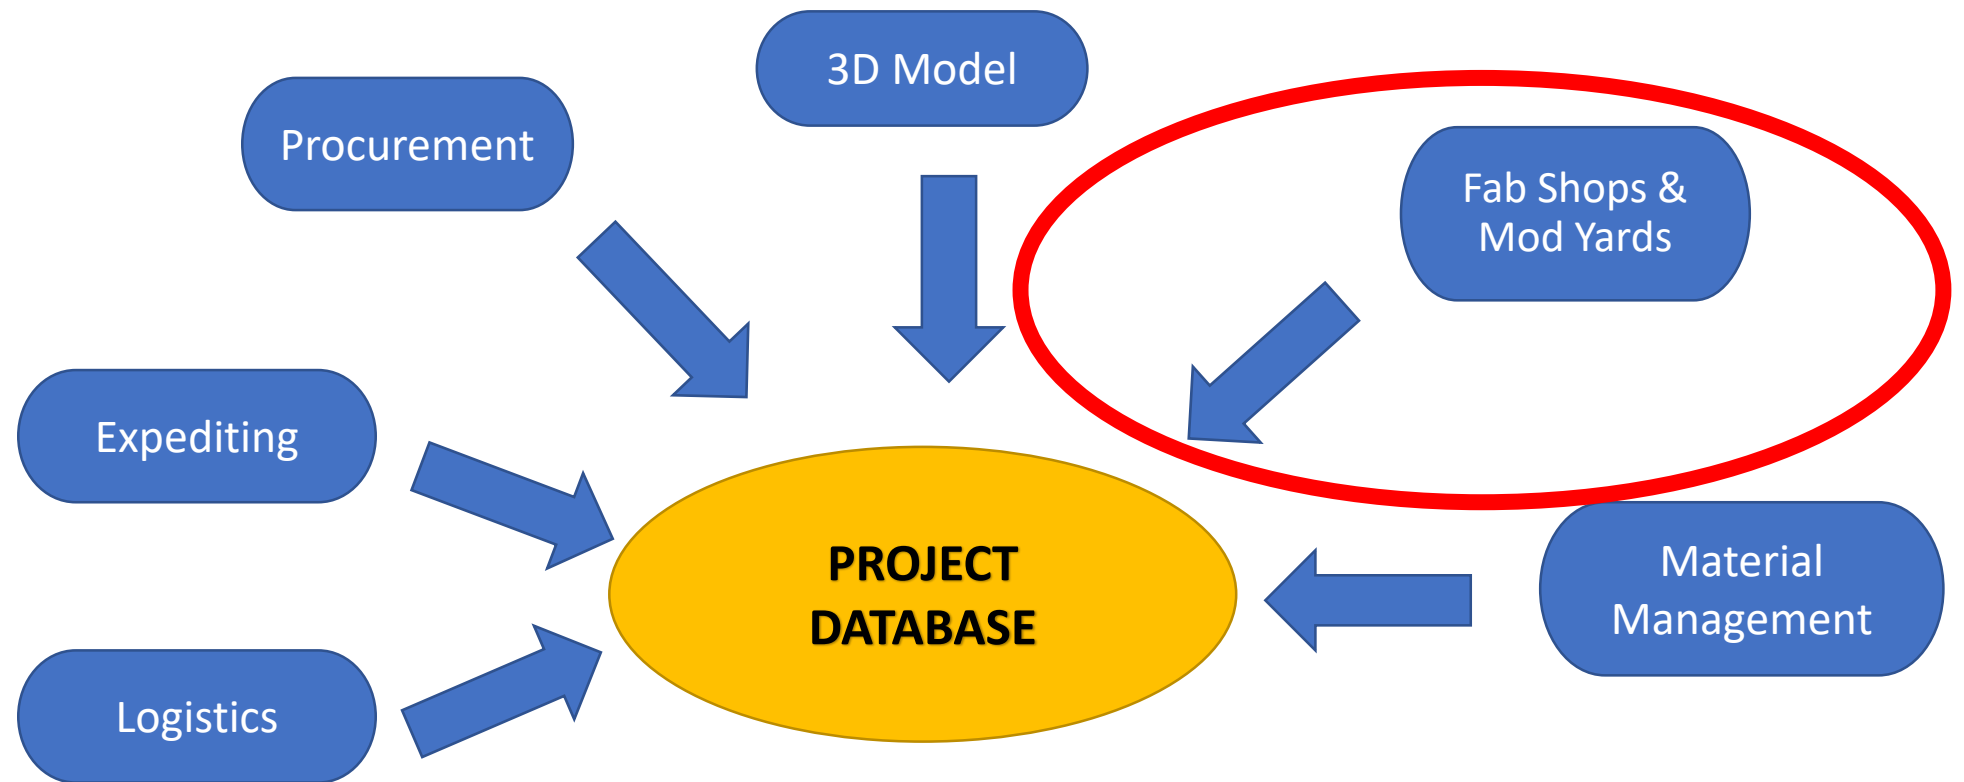 3D Model
Procurement
Fab Shops &
Mod Yards
Expediting
PROJECT
DATABASE
Material
Management
Logistics